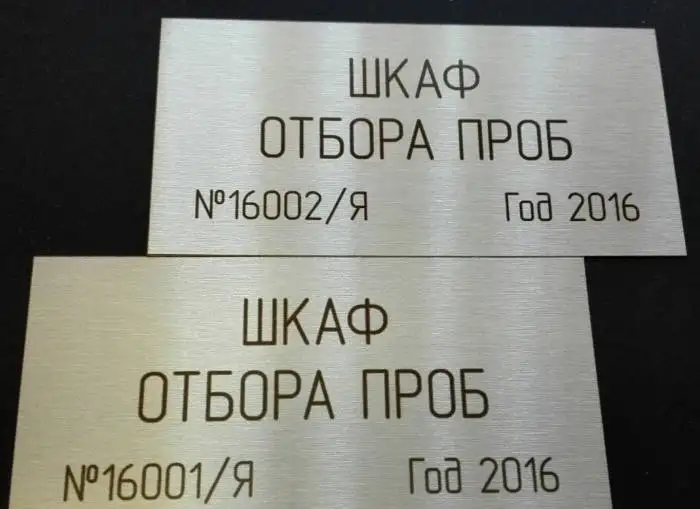 ШКАФ
ОТБОРА ПРОБ
№16002/Я Год 2016
ШКАФ
ОТБОРА ПРОБ
№16001/Я Год 2016